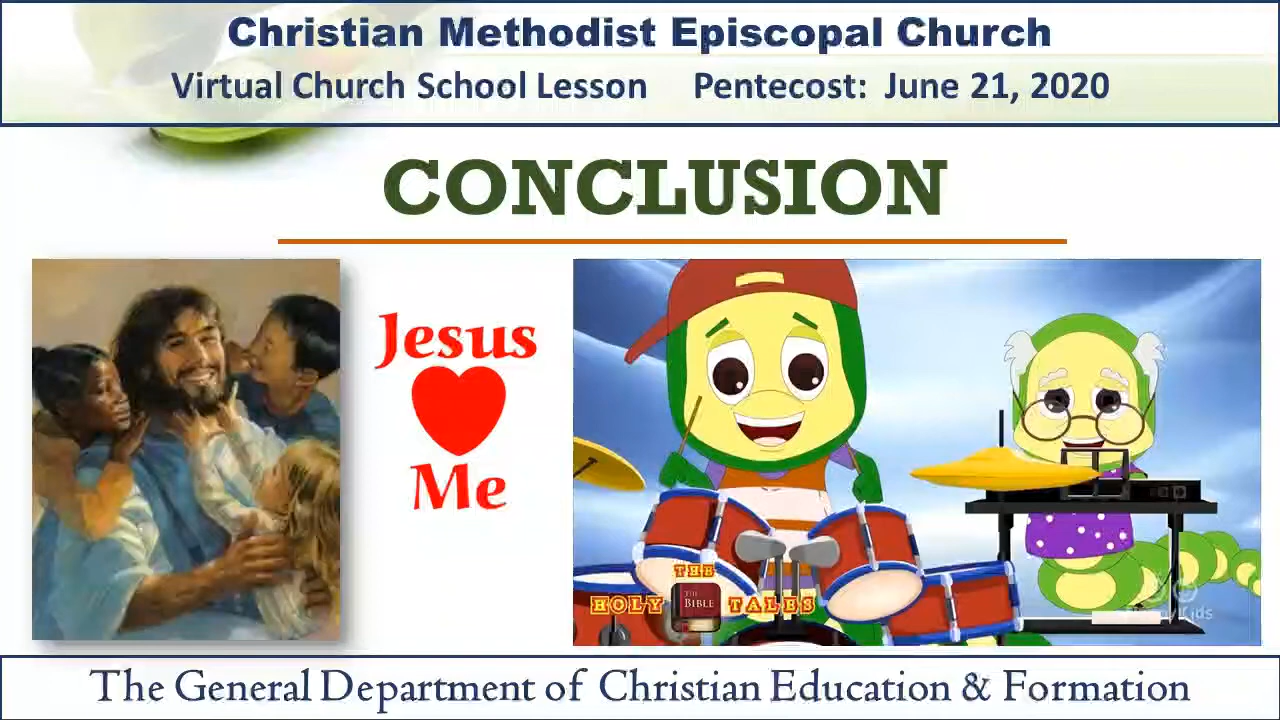 Christian Methodist Episcopal Church
Virtual Church School Lesson Pentecost: June 21, 2020
CONCLUSION
Jesus
Me
THE
HOLY THE BIBLE TALES
The General Department of Christian Education & Formation